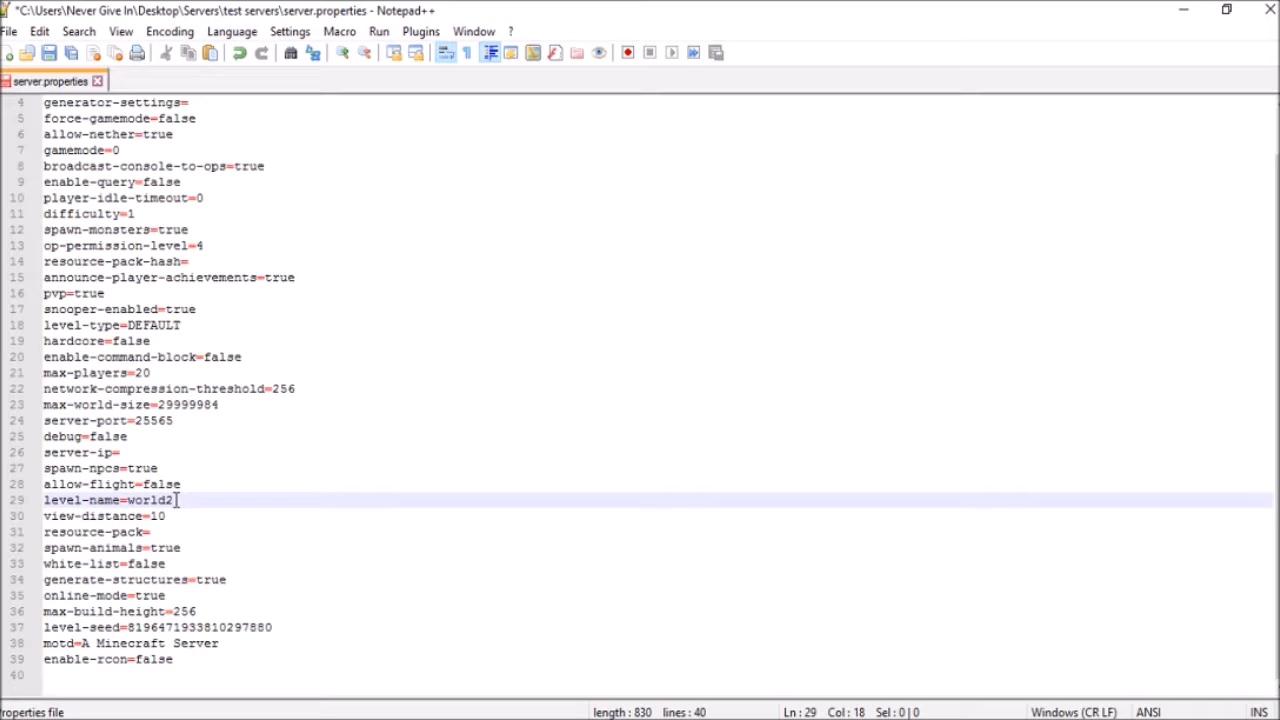 *C:\Users\Never Give In\Desktop\Servers\test servers\server.properties - Notepad++
File Edit Search View Encoding Language Settings Macro Run Plugins Window ?
server.properties
4 generator-settings=
5 force-gamemode=false
6 allow-nether=true
7 gamemode=0
8 broadcast-console-to-ops=true
9 enable-query=false
10 player-idle-timeout=0
11 difficulty=1
12 spawn-monsters=true
13 op-permission-level=4
14 resource-pack-hash=
15 announce-player-achievements=true
16 pvp=true
17 snooper-enabled=true
18 level-type=DEFAULT
19 hardcore=false
20 enable-command-block=false
21 max-players=20
22 network-compression-threshold=256
23 max-world-size=29999984
24 server-port=25565
25 debug=false
26 server-ip=
27 spawn-npcs=true
28 allow-flight=false
29 level-name=world2
30 view-distance=10
31 resource-pack=
32 spawn-animals=true
33 white-list=false
34 generate-structures=true
35 online-mode=true
36 max-build-height=256
37 level-seed=8196471933810297880
38 motd=A Minecraft Server
39 enable-rcon=false
40
roperties file length : 830 lines : 40 Ln : 29 Col : 18 Sel : 0 | 0 Windows (CR LF) ANSI INS